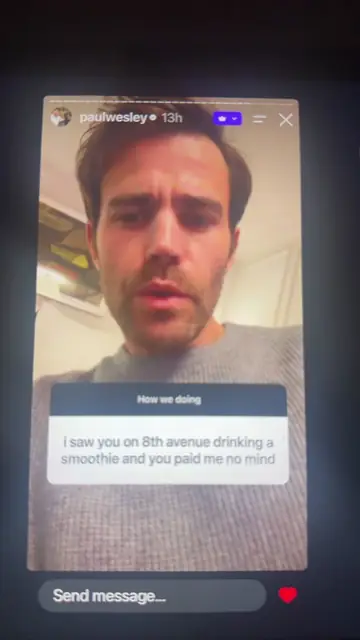 paulwesley 13h
How we doing
i saw you on 8th avenue drinking a
smoothie and you paid me no mind
Send message...